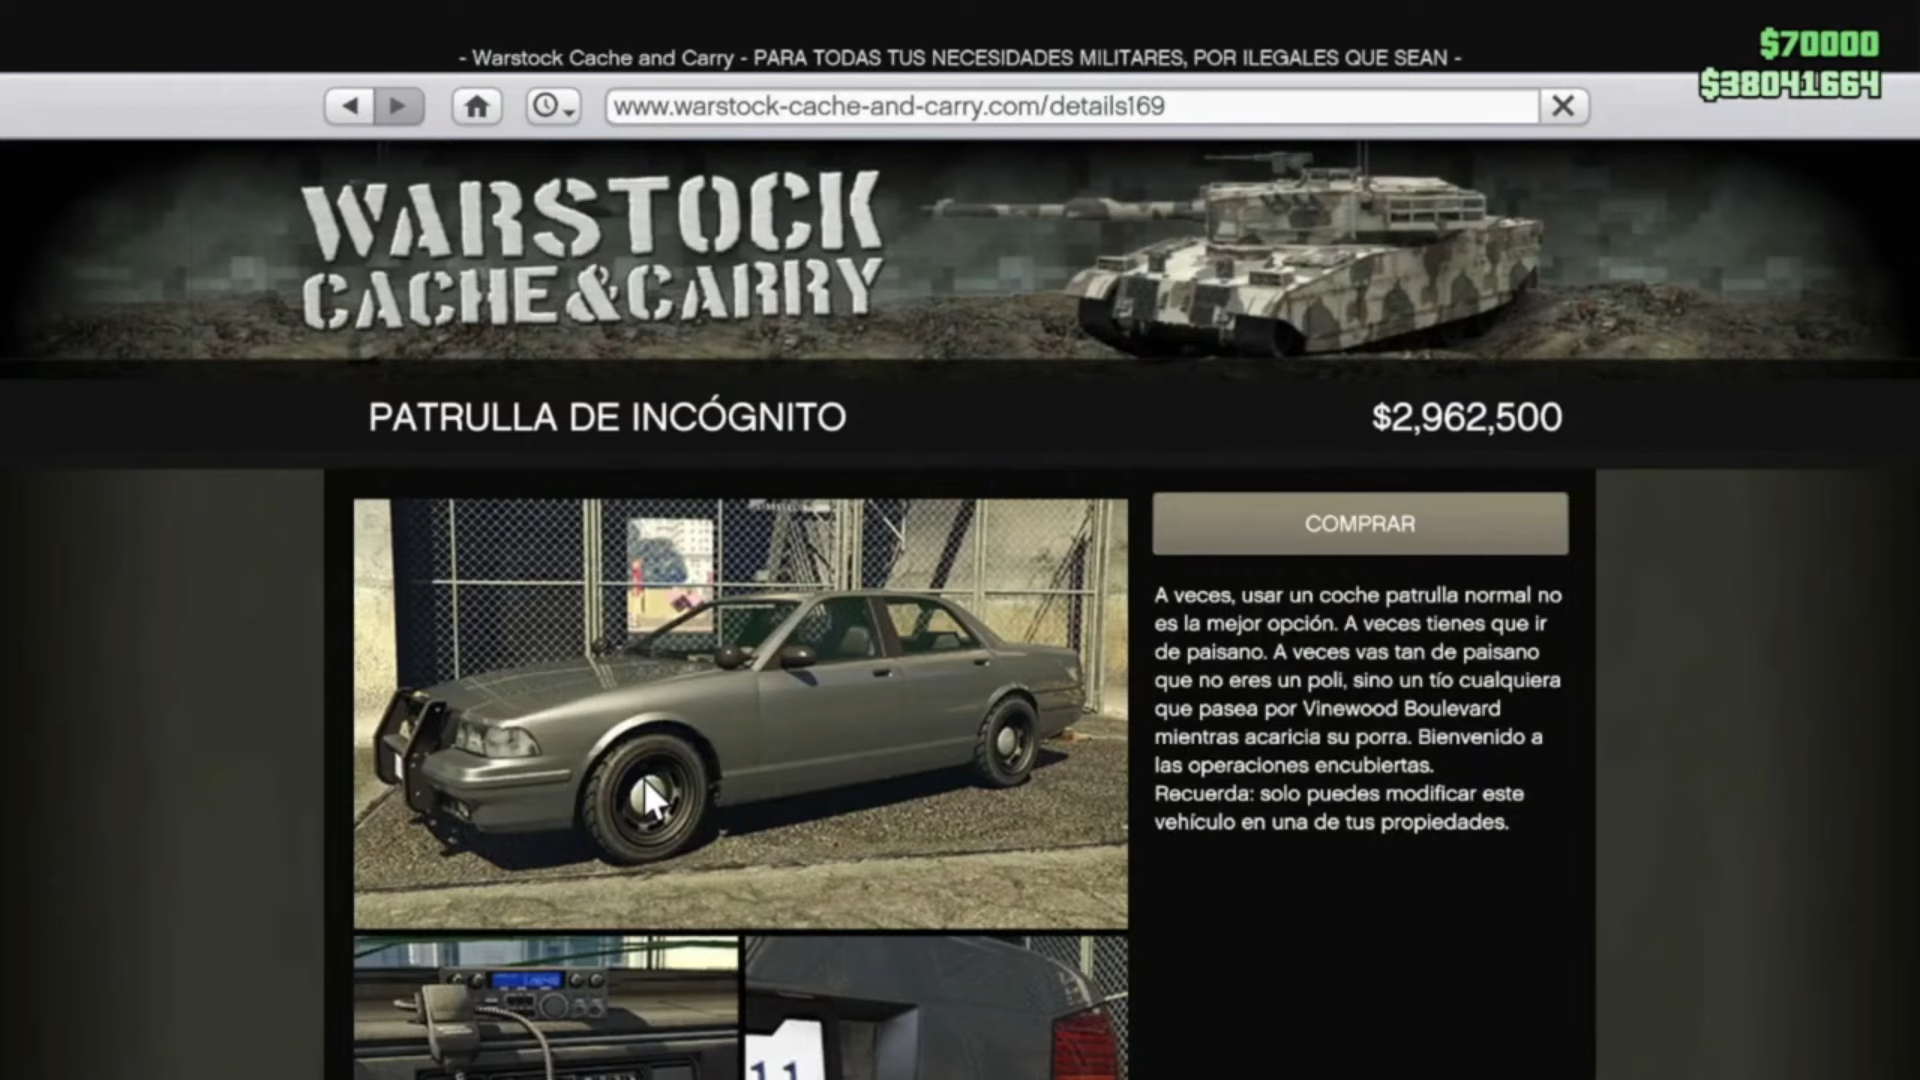 - Warstock Cache and Carry - PARA TODAS TUS NECESIDADES MILITARES, POR ILEGALES QUE SEAN -
$70000
$38041664
www.warstock-cache-and-carry.com/details169
WARSTOCK
CACHE&CARRY
PATRULLA DE INCÓGNITO
$2,962,500
COMPRAR
A veces, usar un coche patrulla normal no
es la mejor opción. A veces tienes que ir
de paisano. A veces vas tan de paisano
que no eres un poli, sino un tío cualquiera
que pasea por Vinewood Boulevard
mientras acaricia su porra. Bienvenido a
las operaciones encubiertas.
Recuerda: solo puedes modificar este
vehículo en una de tus propiedades.
11